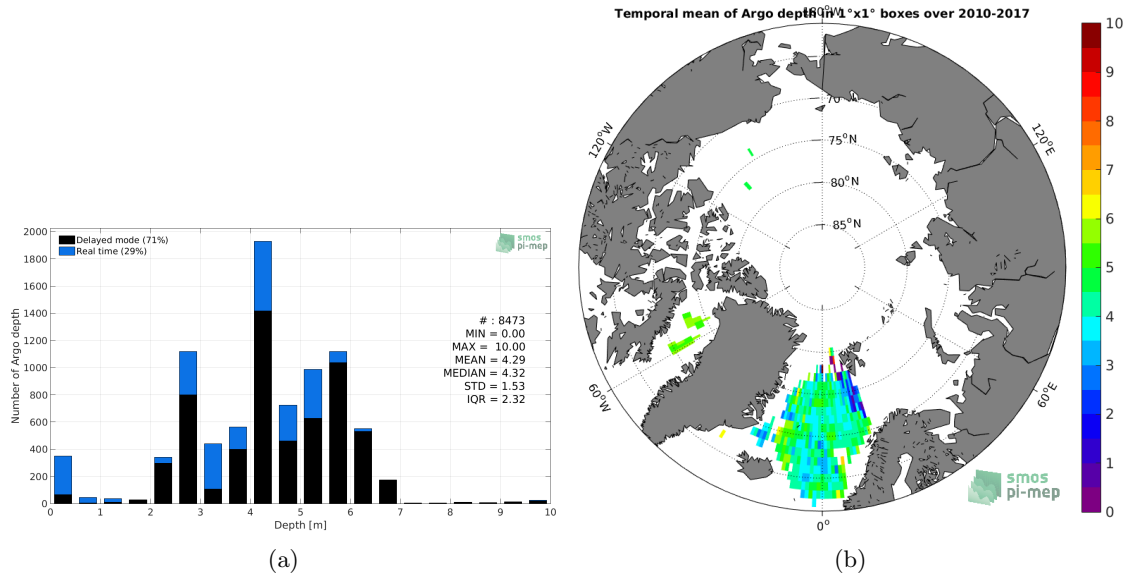 2000
1800
1600
1400
1200
1000
800
600
400
200
0
Number of Argo depth
Delayed mode (71%)
Real time (29%)
smos
pi-mep
# : 8473
MIN = 0.00
MAX = 10.00
MEAN = 4.29
MEDIAN = 4.32
STD = 1.53
IQR = 2.32
0 1 2 3 4 5 6 7 8 9 10
Depth [m]
(a)
Temporal mean of Argo depth in 1°x1° boxes over 2010-2017
180°W
120°W
120°E
70°N
75°N
80°N
85°N
60°W
60°E
0°
smos
pi-mep
10
9
8
7
6
5
4
3
2
1
0
(b)